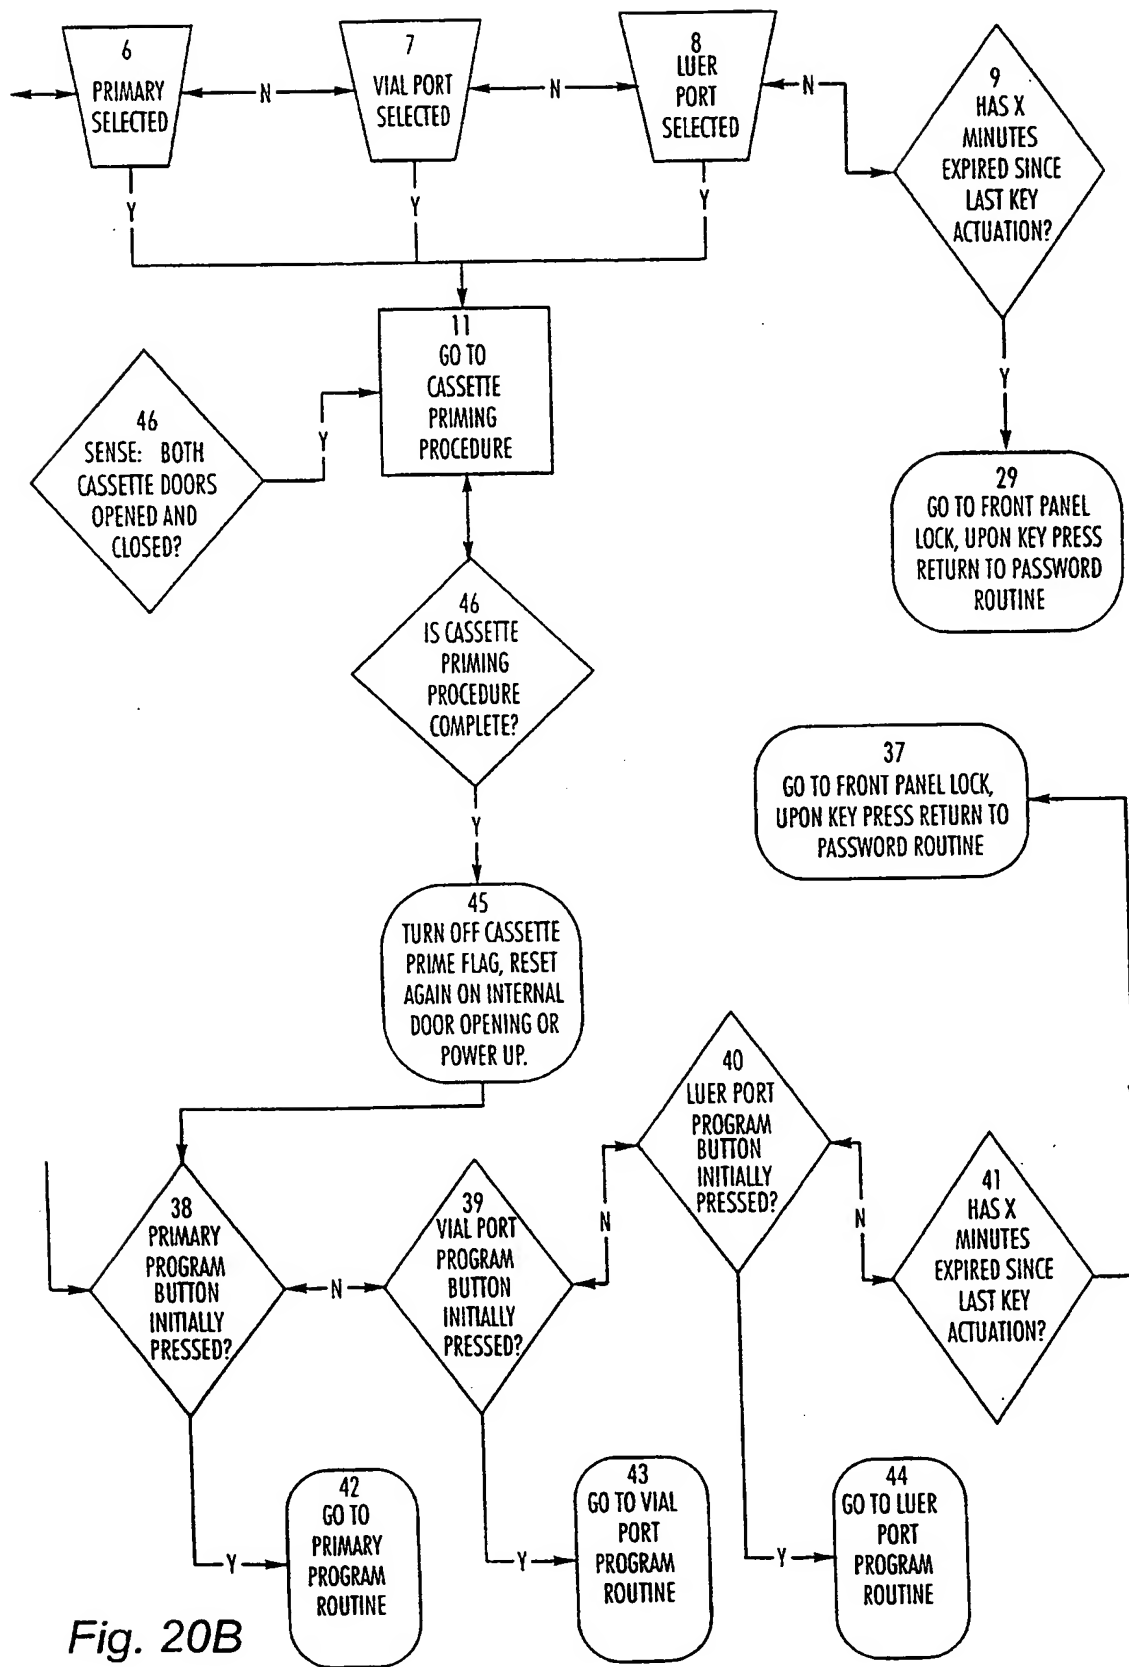 6
PRIMARY
SELECTED
N
7
VIAL PORT
SELECTED
N
8
LUER
PORT
SELECTED
N
9
HAS X
MINUTES
EXPIRED SINCE
LAST KEY
ACTUATION?
Y
Y
Y
Y
11
GO TO
CASSETTE
PRIMING
PROCEDURE
46
SENSE: BOTH
CASSETTE DOORS
OPENED AND
CLOSED?
Y
29
GO TO FRONT PANEL
LOCK, UPON KEY PRESS
RETURN TO PASSWORD
ROUTINE
46
IS CASSETTE
PRIMING
PROCEDURE
COMPLETE?
Y
37
GO TO FRONT PANEL LOCK,
UPON KEY PRESS RETURN TO
PASSWORD ROUTINE
45
TURN OFF CASSETTE
PRIME FLAG, RESET
AGAIN ON INTERNAL
DOOR OPENING OR
POWER UP.
38
PRIMARY
PROGRAM
BUTTON
INITIALLY
PRESSED?
N
39
VIAL PORT
PROGRAM
BUTTON
INITIALLY
PRESSED?
N
40
LUER PORT
PROGRAM
BUTTON
INITIALLY
PRESSED?
N
41
HAS X
MINUTES
EXPIRED SINCE
LAST KEY
ACTUATION?
Y
42
GO TO
PRIMARY
PROGRAM
ROUTINE
Y
43
GO TO VIAL
PORT
PROGRAM
ROUTINE
Y
44
GO TO LUER
PORT
PROGRAM
ROUTINE
Fig. 20B